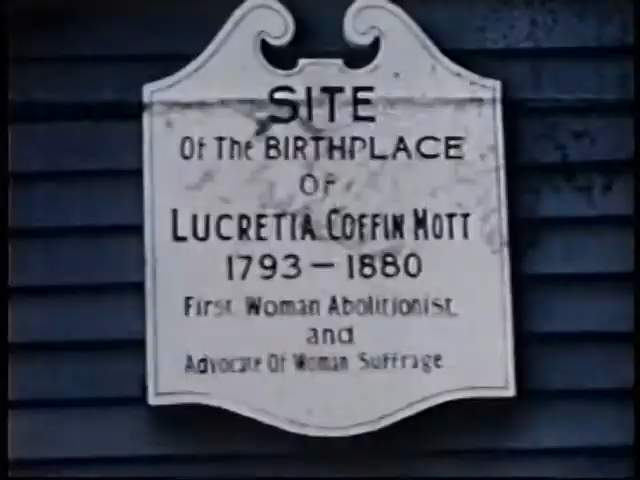 SITE
Of The BIRTHPLACE
OF
LUCRETIA COFFIN MOTT
1793 – 1880
First Woman Abolitionist
and
Advocate Of Woman Suffrage